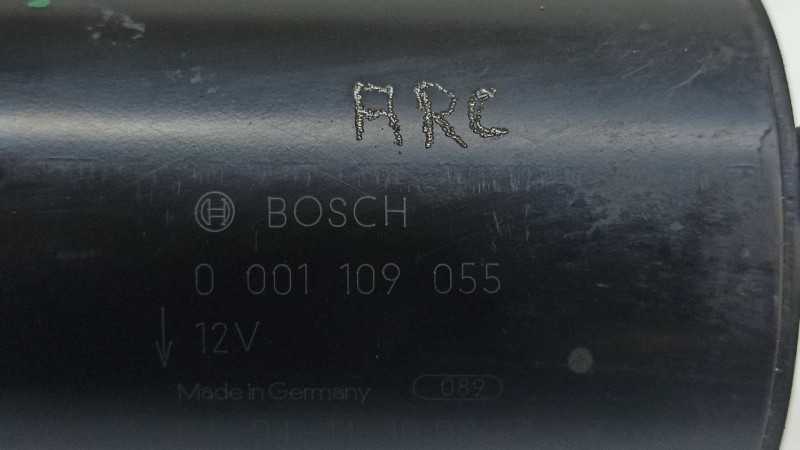 ARC
BOSCH
0 001 109 055
12V
Made in Germany 089